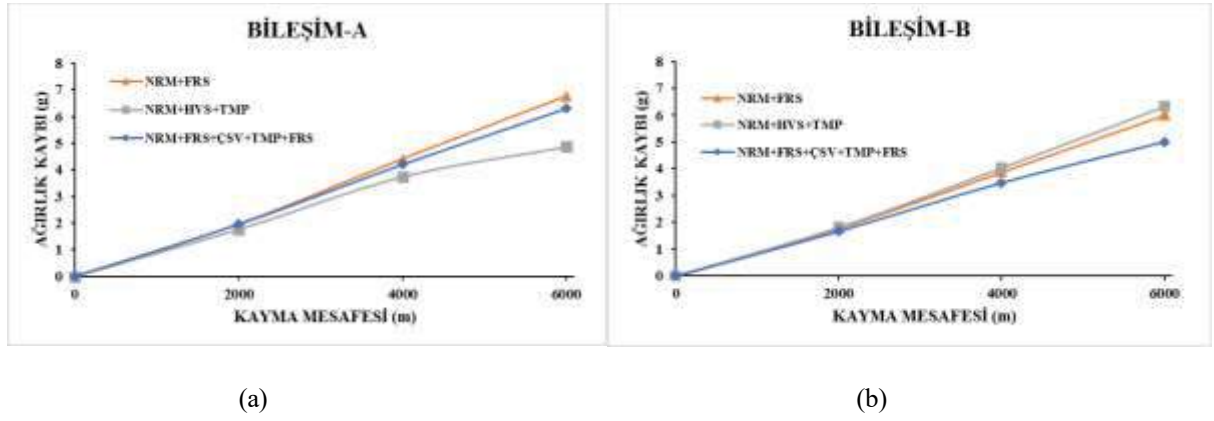 BİLEŞİM-A
AĞIRLIK KAYBI (g)
8
7
6
5
4
3
2
1
0
NRM+FRS
NRM+HVS+TMP
NRM+FRS+ÇSV+TMP+FRS
0 2000 4000 6000
KAYMA MESAFESİ (m)
BİLEŞİM-B
AĞIRLIK KAYBI (g)
8
7
6
5
4
3
2
1
0
NRM+FRS
NRM+HVS+TMP
NRM+FRS+ÇSV+TMP+FRS
0 2000 4000 6000
KAYMA MESAFESİ (m)
(a) (b)